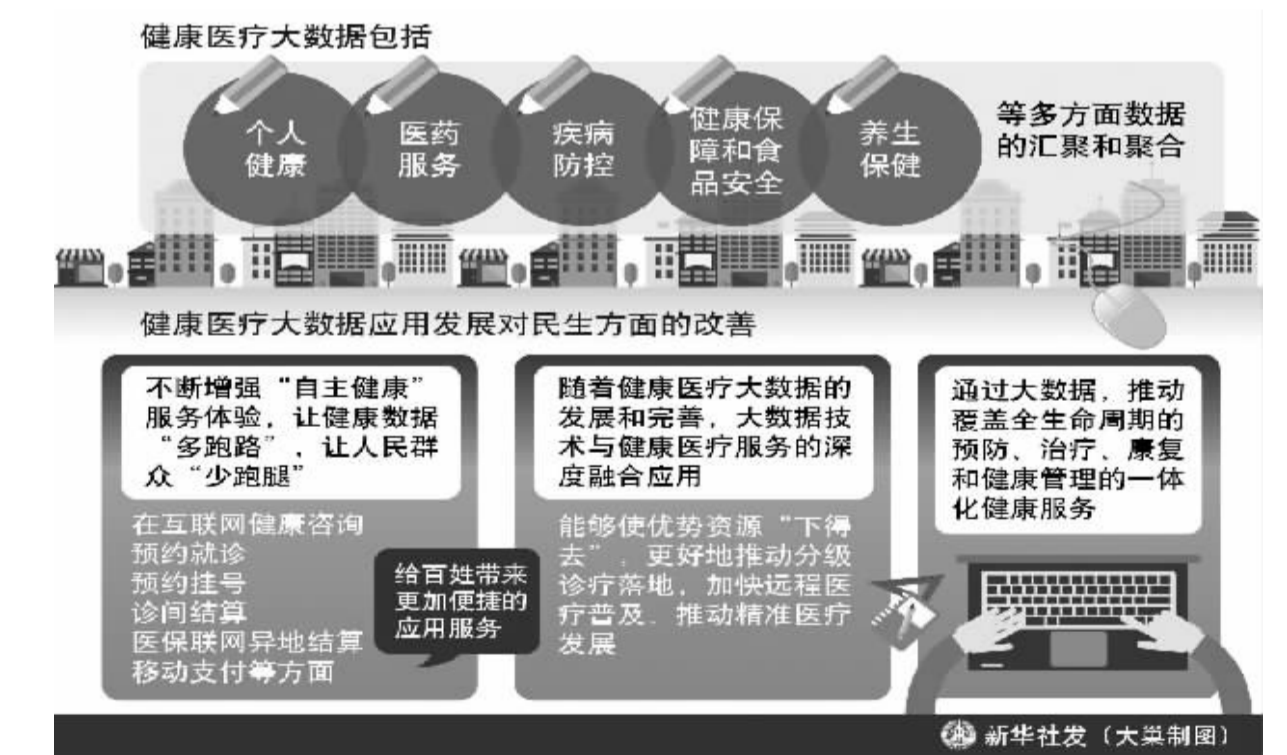 健康医疗大数据包括
个人
健康
医药
服务
疾病
防控
健康保
障和食
品安全
养生
保健
等多方面数据
的汇聚和聚合
健康医疗大数据应用发展对民生方面的改善
不断增强“自主健康”
服务体验，让健康数据
“多跑路”，让人民群
众“少跑腿”
在互联网健康咨询
预约就诊
预约挂号
诊间结算
医保联网异地结算
移动支付等方面
给百姓带来
更加便捷的
应用服务
随着健康医疗大数据的
发展和完善，大数据技
术与健康医疗服务的深
度融合应用
能够使优势资源“下得
去”，更好地推动分级
诊疗落地，加快远程医
疗普及，推动精准医疗
发展
通过大数据，推动
覆盖全生命周期的
预防、治疗、康复
和健康管理的一体
化健康服务
新华社发（大巢制图）